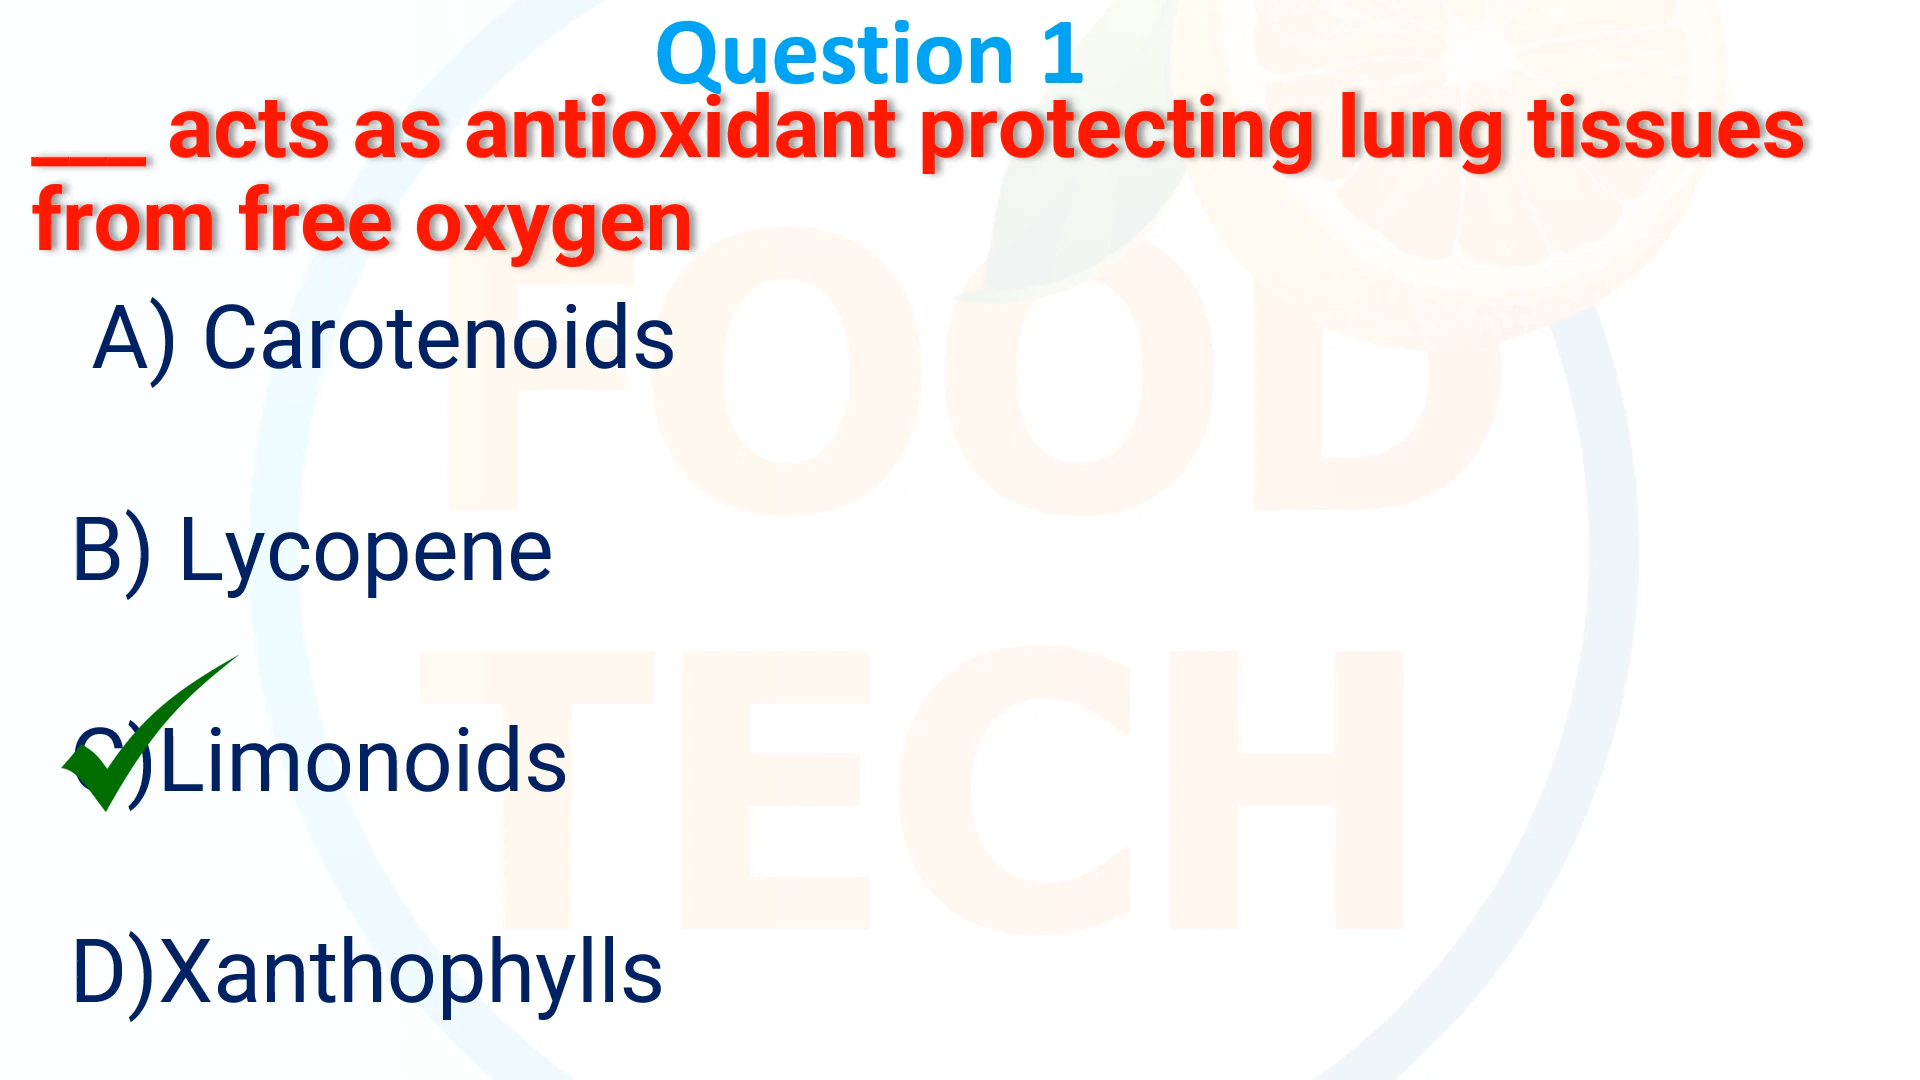 Question 1
___ acts as antioxidant protecting lung tissues
from free oxygen
A) Carotenoids
B) Lycopene
C)Limonoids
D)Xanthophylls
FOOD
TECH